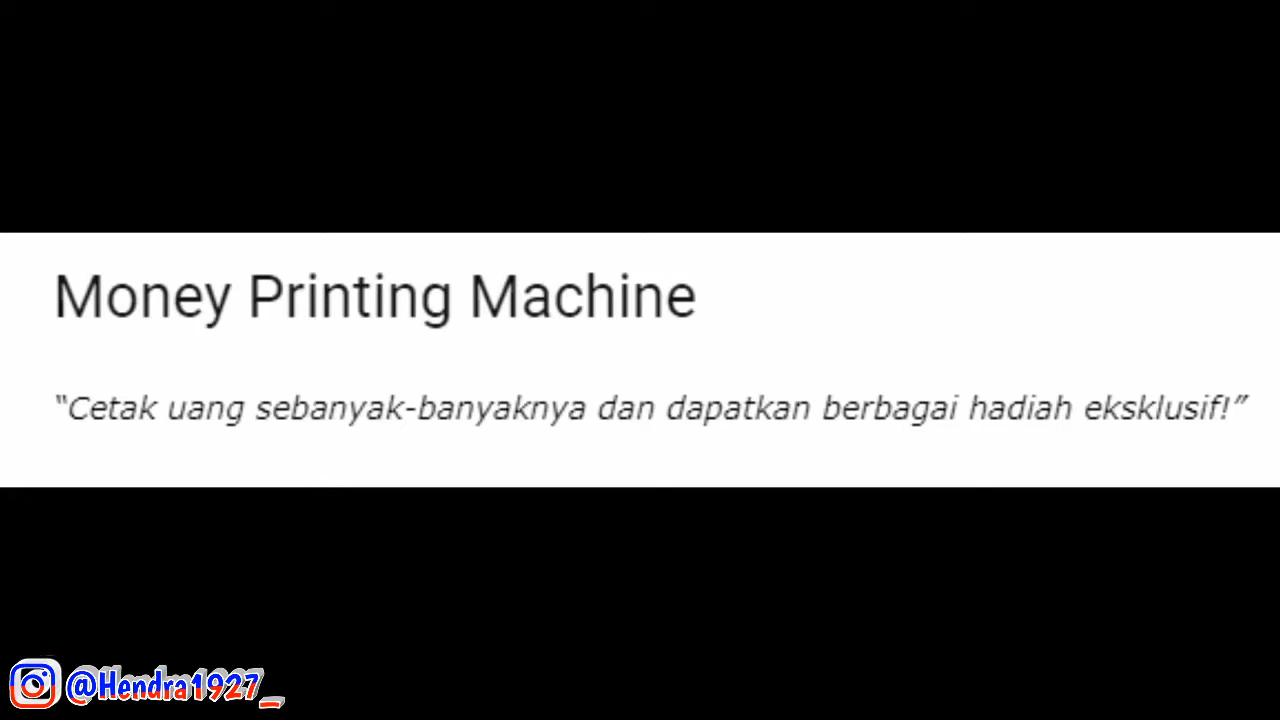 Money Printing Machine
“Cetak uang sebanyak-banyaknya dan dapatkan berbagai hadiah eksklusif!”
@Hendra1927_